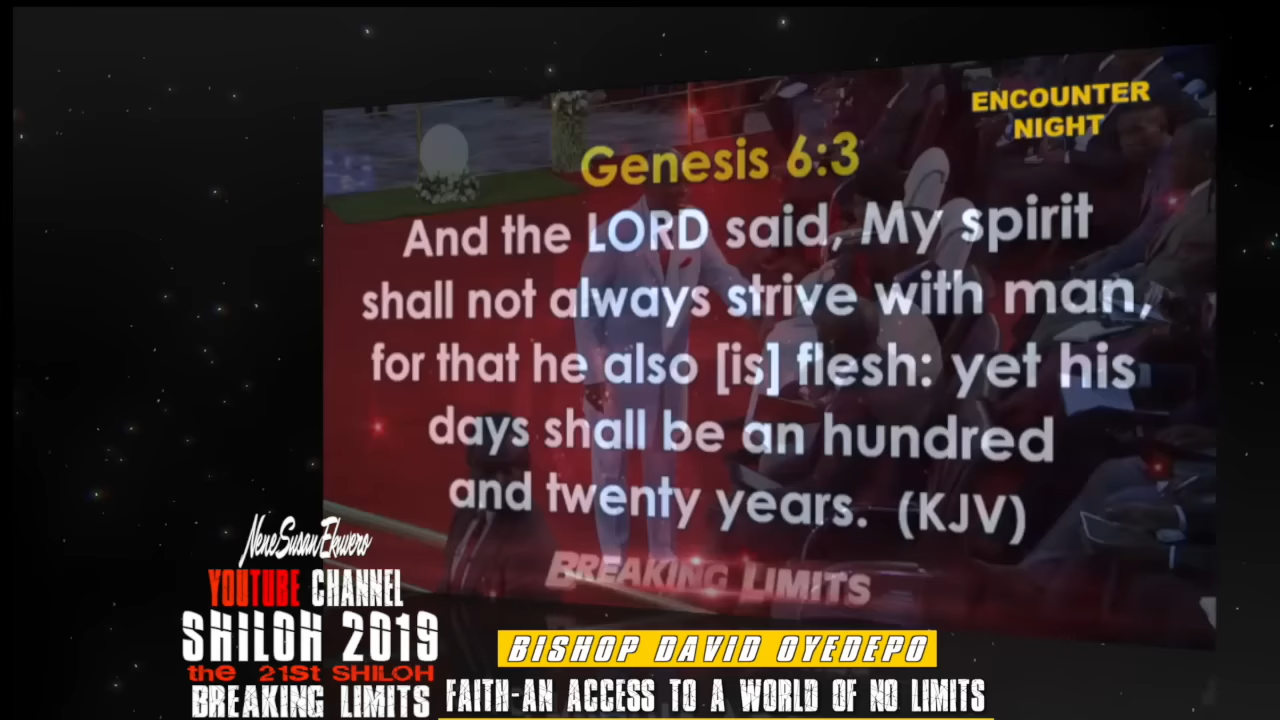 ENCOUNTER
NIGHT
Genesis 6:3
And the LORD said, My spirit
shall not always strive with man,
for that he also [is] flesh: yet his
days shall be an hundred
and twenty years. (KJV)
BREAKING LIMITS
NeneSusanEkwero
YOUTUBE CHANNEL
SHILOH 2019
the 21St SHILOH
BREAKING LIMITS
BISHOP DAVID OYEDEPO
FAITH-AN ACCESS TO A WORLD OF NO LIMITS